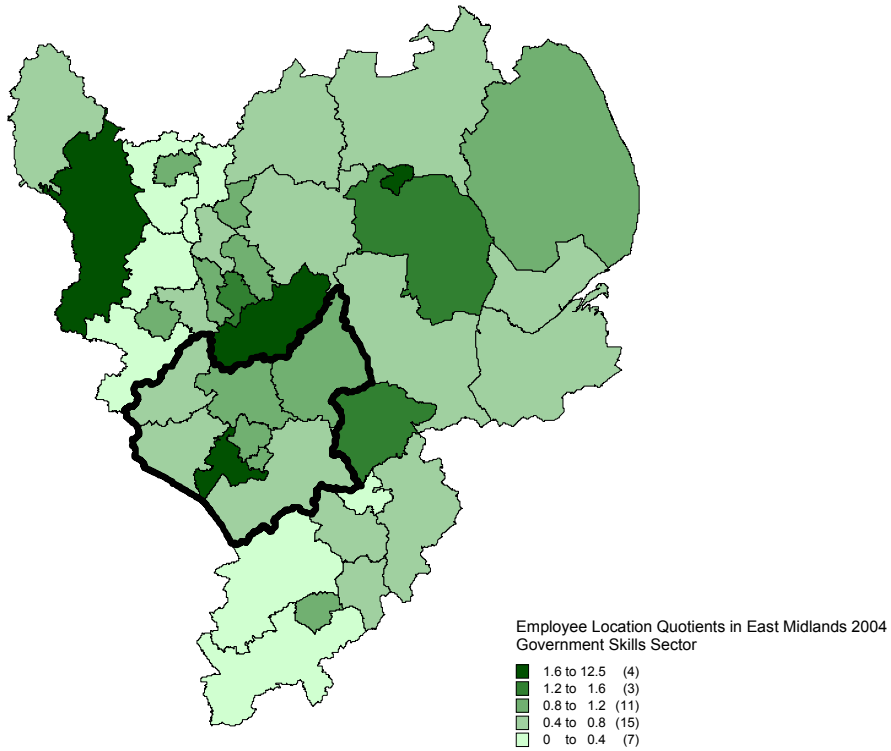 Employee Location Quotients in East Midlands 2004
Government Skills Sector
1.6 to 12.5 (4)
1.2 to 1.6 (3)
0.8 to 1.2 (11)
0.4 to 0.8 (15)
0 to 0.4 (7)